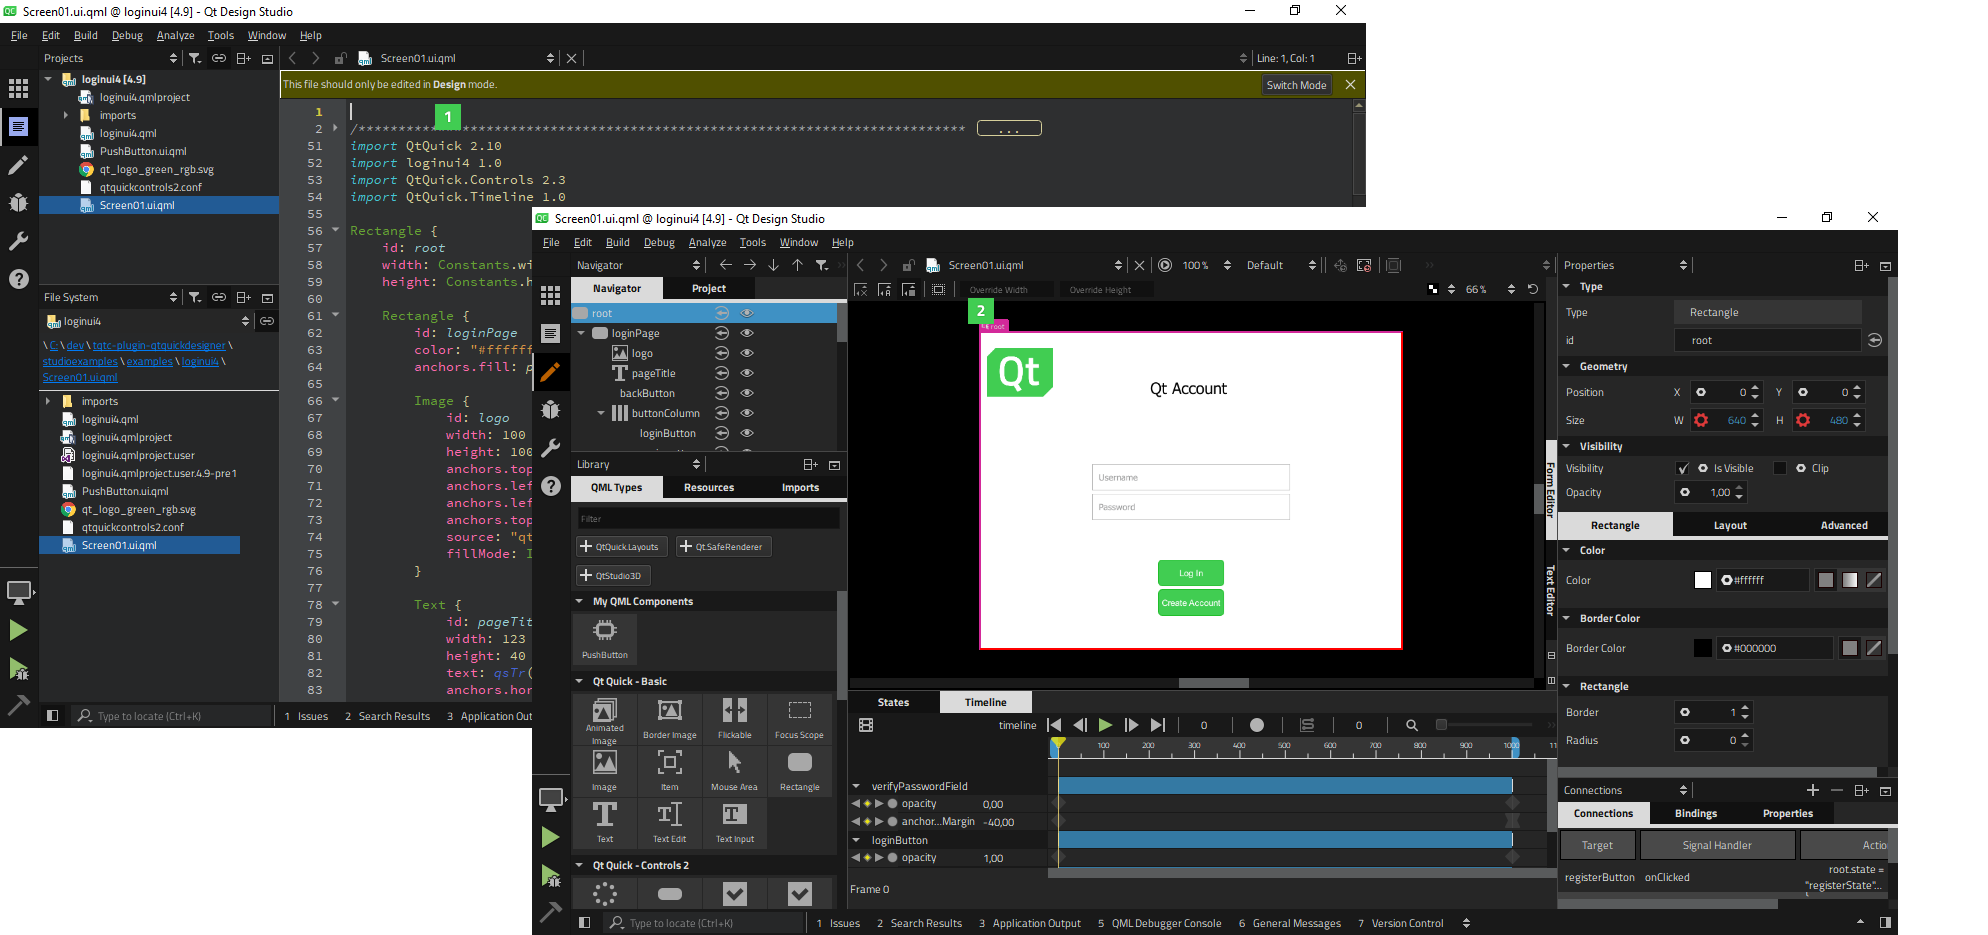 Screen01.ui.qml @ loginui4 [4.9] - Qt Design Studio
File Edit Build Debug Analyze Tools Window Help
Projects
Screen01.ui.qml
Line: 1, Col: 1
loginui4 [4.9]
loginui4.qmlproject
imports
loginui4.qml
PushButton.ui.qml
qt_logo_green_rgb.svg
qtquickcontrols2.conf
Screen01.ui.qml
This file should only be edited in Design mode.
Switch Mode
1
1
2 /**************************************************************************** ...
51 import QtQuick 2.10
52 import loginui4 1.0
53 import QtQuick.Controls 2.3
54 import QtQuick.Timeline 1.0
55
56 Rectangle {
57 id: root
58 width: Constants.wi
59 height: Constants.h
60
61 Rectangle {
62 id: loginPage
63 color: "#ffffff
64 anchors.fill: p
65
66 Image {
67 id: logo
68 width: 100
69 height: 100
70 anchors.top
71 anchors.lef
72 anchors.lef
73 anchors.top
74 source: "qt
75 fillMode: I
76 }
77
78 Text {
79 id: pageTit
80 width: 123
81 height: 40
82 text: qsTr(
83 anchors.hor
File System
loginui4
\ C: \ dev \ tqtc-plugin-qtquickdesigner \
studioexamples \ examples \ loginui4 \
Screen01.ui.qml
imports
loginui4.qml
loginui4.qmlproject
loginui4.qmlproject.user
loginui4.qmlproject.user.4.9-pre1
PushButton.ui.qml
qt_logo_green_rgb.svg
qtquickcontrols2.conf
Screen01.ui.qml
Type to locate (Ctrl+K)
1 Issues 2 Search Results 3 Application Out
Screen01.ui.qml @ loginui4 [4.9] - Qt Design Studio
File Edit Build Debug Analyze Tools Window Help
Navigator
Screen01.ui.qml
100 %
Default
Navigator Project
root
loginPage
logo
pageTitle
backButton
buttonColumn
loginButton
Override Width Override Height
66 %
2
root
Qt
Qt Account
Username
Password
Log In
Create Account
Form Editor
Text Editor
Library
QML Types Resources Imports
Filter
QtQuick.Layouts Qt.SafeRenderer
QtStudio3D
My QML Components
PushButton
Qt Quick - Basic
Animated Image Border Image Flickable Focus Scope
Image Item Mouse Area Rectangle
Text Text Edit Text Input
Qt Quick - Controls 2
States Timeline
timeline
0
0
100 200 300 400 500 600 700 800 900 1000 11
verifyPasswordField
opacity 0,00
anchor...Margin -40,00
loginButton
opacity 1,00
Frame 0
Properties
Type
Type Rectangle
id root
Geometry
Position X 0 Y 0
Size W 640 H 480
Visibility
Visibility Is Visible Clip
Opacity 1,00
Rectangle Layout Advanced
Color
Color #ffffff
Border Color
Border Color #000000
Rectangle
Border 1
Radius 0
Connections
Connections Bindings Properties
Target Signal Handler Actio
registerButton onClicked root.state =
"registerState"...
Type to locate (Ctrl+K)
1 Issues 2 Search Results 3 Application Output 5 QML Debugger Console 6 General Messages 7 Version Control